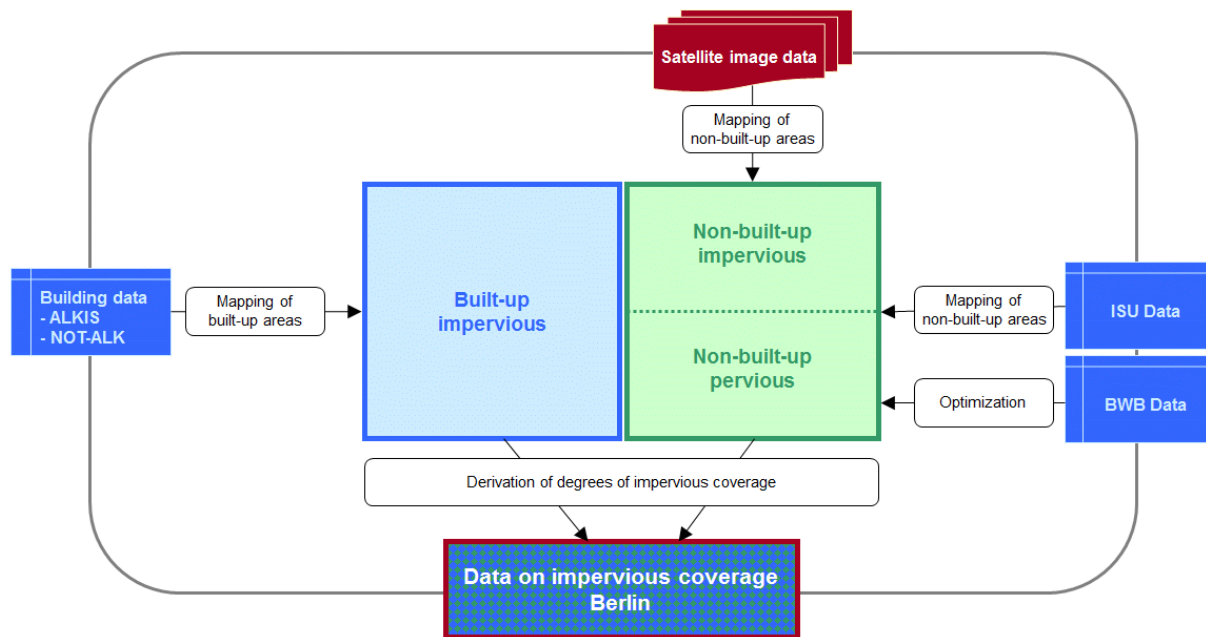 Satellite image data
Mapping of
non-built-up areas
Non-built-up
impervious
Building data
- ALKIS
- NOT-ALK
Mapping of
built-up areas
Built-up
impervious
Mapping of
non-built-up areas
ISU Data
Non-built-up
pervious
Optimization
BWB Data
Derivation of degrees of impervious coverage
Data on impervious coverage
Berlin